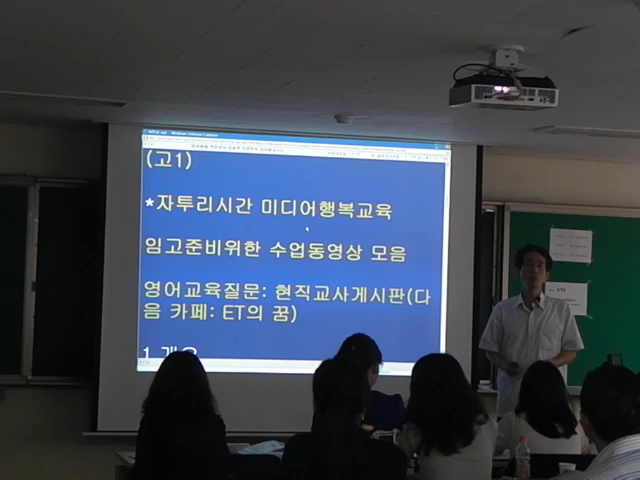 (고1)
*자투리시간 미디어행복교육
임고준비위한 수업동영상 모음
영어교육질문: 현직교사게시판(다
음 카페: ET의 꿈)